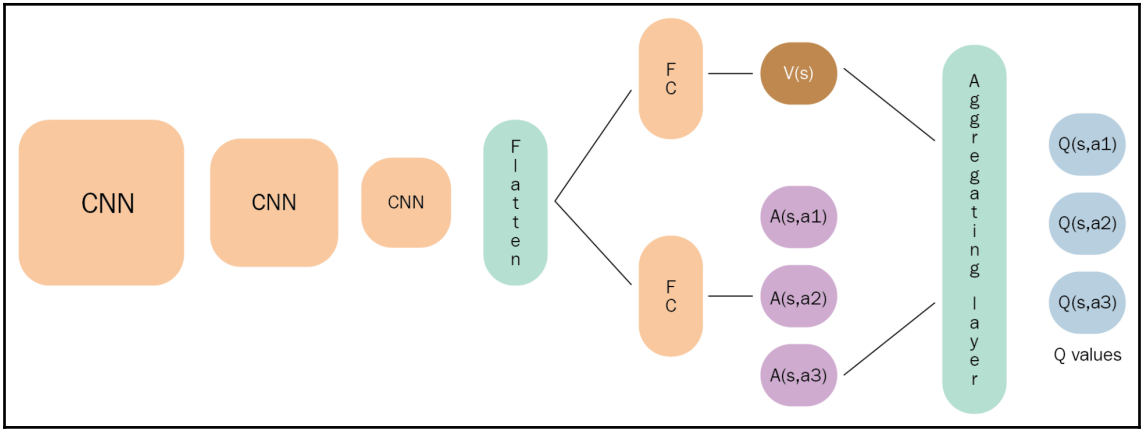 CNN
CNN
CNN
Flatten
FC
V(s)
FC
A(s,a1)
A(s,a2)
A(s,a3)
Aggregating layer
Q(s,a1)
Q(s,a2)
Q(s,a3)
Q values